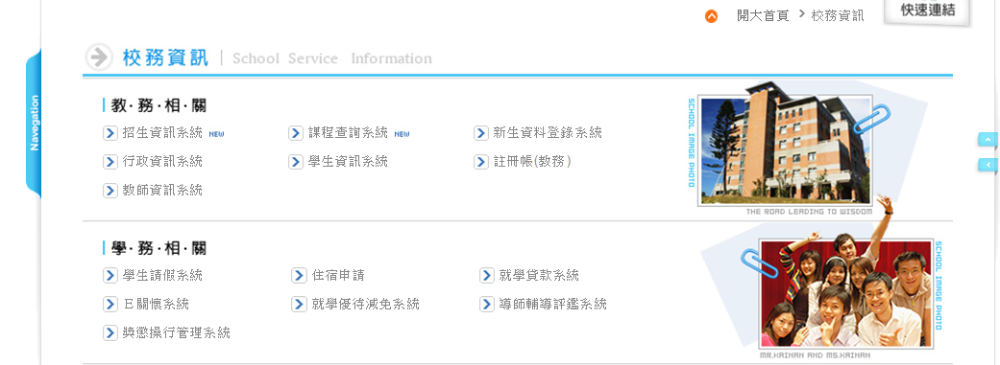 快速連結
開大首頁 > 校務資訊
校務資訊 | School Service Information
Navegation
教·務·相·關
招生資訊系統 NEW 課程查詢系統 NEW 新生資料登錄系統
行政資訊系統 學生資訊系統 註冊帳(教務)
教師資訊系統
SCHOOL IMAGE PHOTO
THE ROAD LEADING TO WISDOM
學·務·相·關
學生請假系統 住宿申請 就學貸款系統
E關懷系統 就學優待減免系統 導師輔導評鑑系統
獎懲操行管理系統
SCHOOL IMAGE PHOTO
MR.KAINAN AND MS.KAINAN